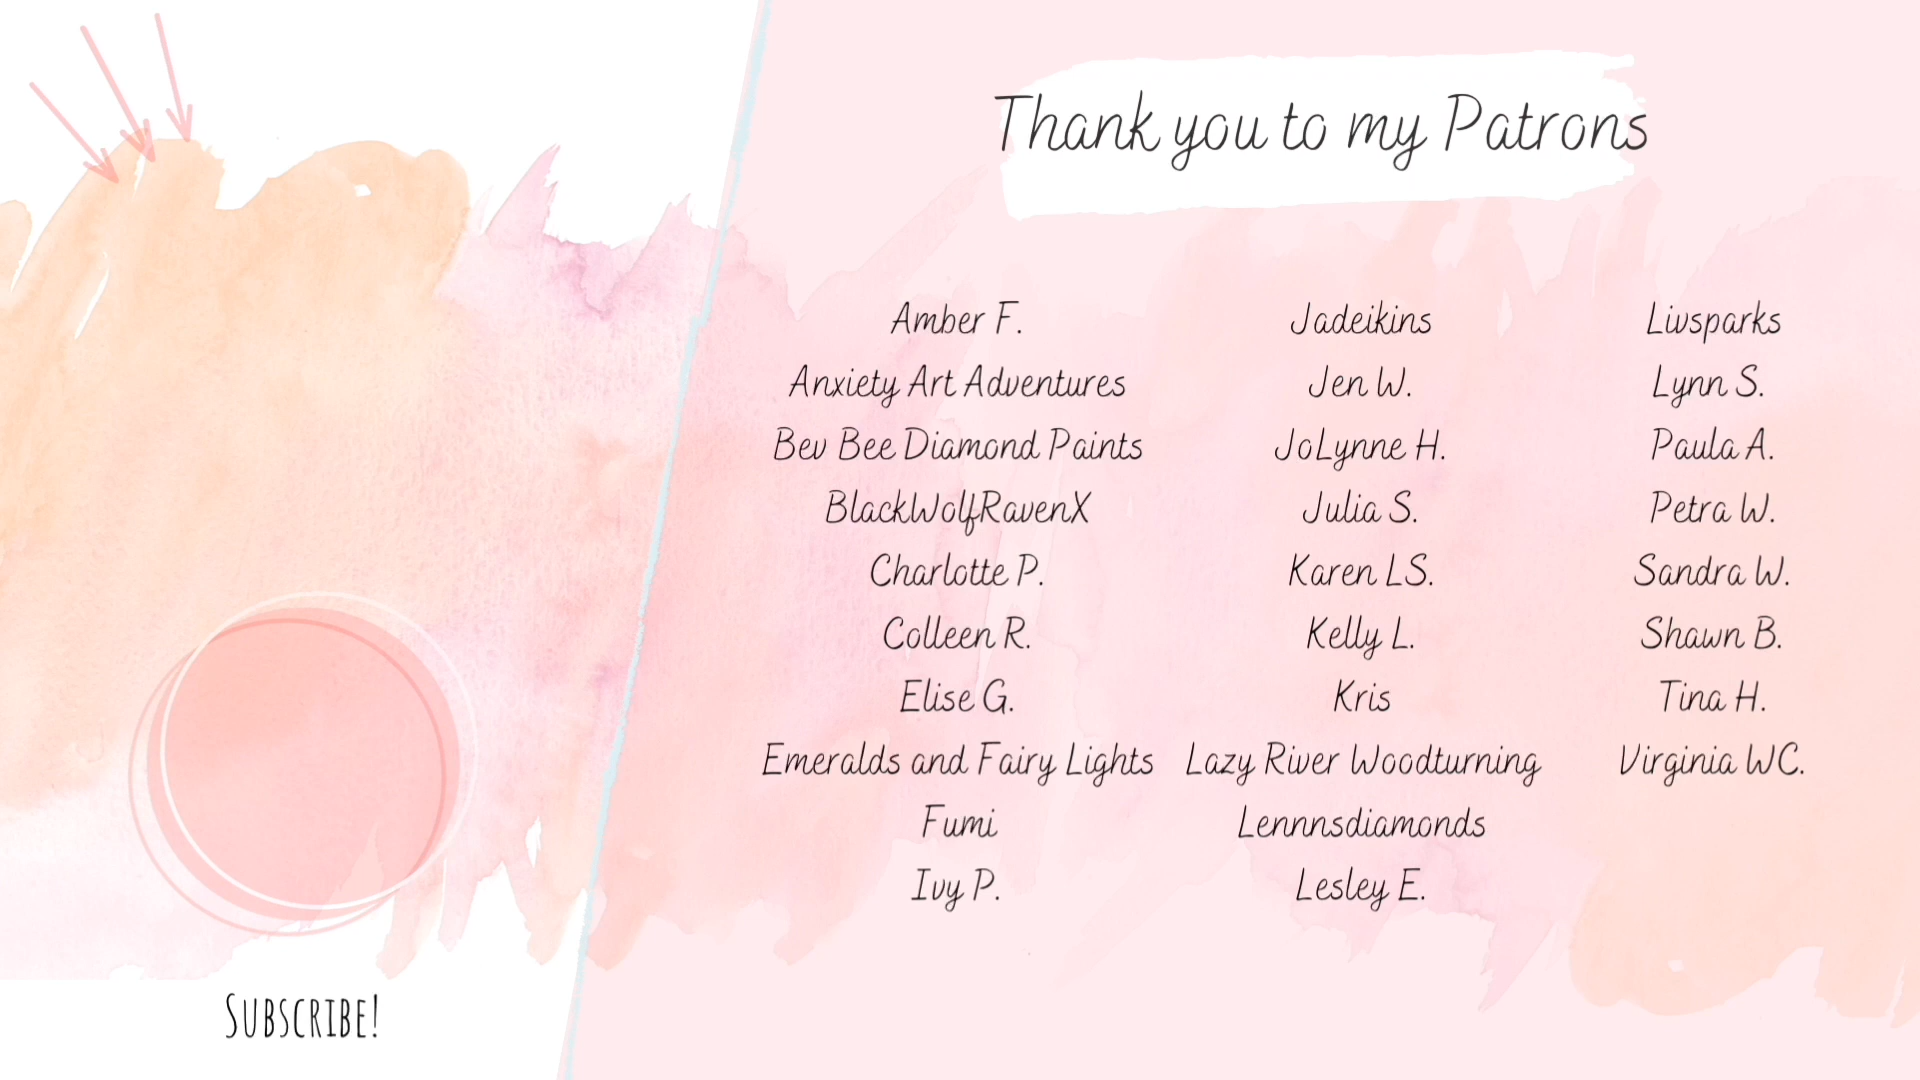 Thank you to my Patrons
Amber F.
Anxiety Art Adventures
Bev Bee Diamond Paints
BlackWolfRavenX
Charlotte P.
Colleen R.
Elise G.
Emeralds and Fairy Lights
Fumi
Ivy P.
Jadeikins
Jen W.
JoLynne H.
Julia S.
Karen LS.
Kelly L.
Kris
Lazy River Woodturning
Lennnsdiamonds
Lesley E.
Livsparks
Lynn S.
Paula A.
Petra W.
Sandra W.
Shawn B.
Tina H.
Virginia WC.
Subscribe!